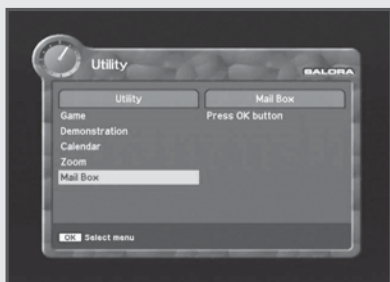 Utility
BALORA
Utility
Mail Box
Game
Press OK button
Demonstration
Calendar
Zoom
Mail Box
OK Select menu